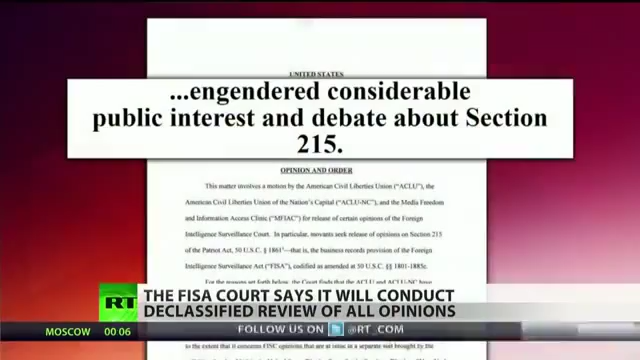 UNITED STATES
...engendered considerable
public interest and debate about Section
215.
OPINION AND ORDER
This matter involves a motion by the American Civil Liberties Union ("ACLU"), the
American Civil Liberties Union of the Nation's Capital ("ACLU-NC"), and the Media Freedom
and Information Access Clinic ("MFIAC") for release of certain opinions of the Foreign
Intelligence Surveillance Court. In particular, movants seek release of opinions on Section 215
of the Patriot Act, 50 U.S.C. § 1861—that is, the business records provision of the Foreign
Intelligence Surveillance Act ("FISA"), codified as amended at 50 U.S.C. §§ 1801-1885c.
For the reasons set forth below, the Court finds that the ACLU and ACLU-NC have
RT
THE FISA COURT SAYS IT WILL CONDUCT
DECLASSIFIED REVIEW OF ALL OPINIONS
MOSCOW 00:06 FOLLOW US ON @RT_COM
to the extent that it concerns FISC opinions that are at issue in a separate suit brought by the